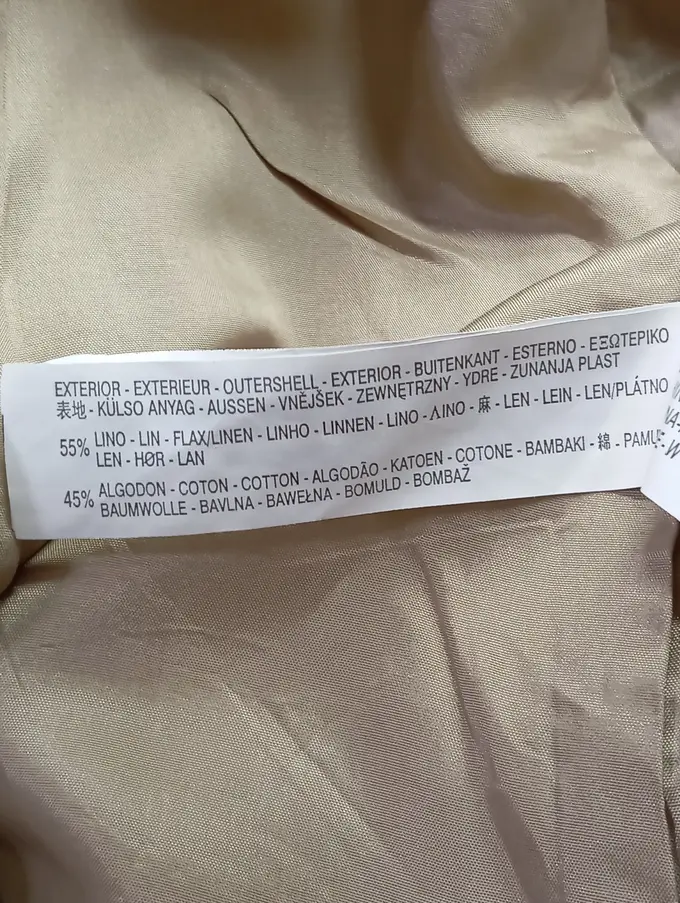 EXTERIOR - EXTERIEUR - OUTERSHELL - EXTERIOR - BUITENKANT - ESTERNO - ΕΞΩΤΕΡΙΚΟ
表地 - KÜLSO ANYAG - AUSSEN - VNĚJŠEK - ZEWNĘTRZNY - YDRE - ZUNANJA PLAST
55% LINO - LIN - FLAX/LINEN - LINHO - LINNEN - LiNO - ΛΙΝΟ - 麻 - LEN - LEIN - LEN/PLÁTNO
LEN - HØR - LAN
45% ALGODON - COTON - COTTON - ALGODÃO - KATOEN - COTONE - BAMBAKI - 綿 - PAMUT
BAUMWOLLE - BAVLNA - BAWEŁNA - BOMULD - BOMBAŽ